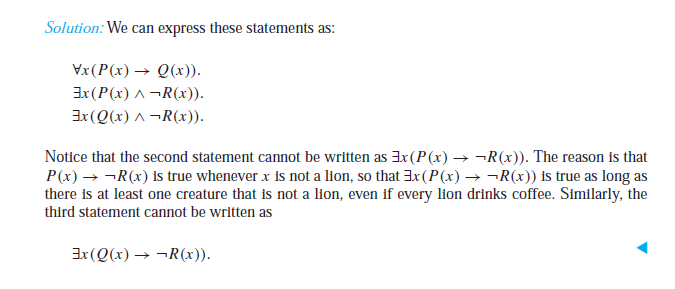 Solution: We can express these statements as:
∀x(P(x) → Q(x)).
∃x(P(x) ∧ ¬R(x)).
∃x(Q(x) ∧ ¬R(x)).
Notice that the second statement cannot be written as ∃x(P(x) → ¬R(x)). The reason is that
P(x) → ¬R(x) is true whenever x is not a lion, so that ∃x(P(x) → ¬R(x)) is true as long as
there is at least one creature that is not a lion, even if every lion drinks coffee. Similarly, the
third statement cannot be written as
∃x(Q(x) → ¬R(x)).